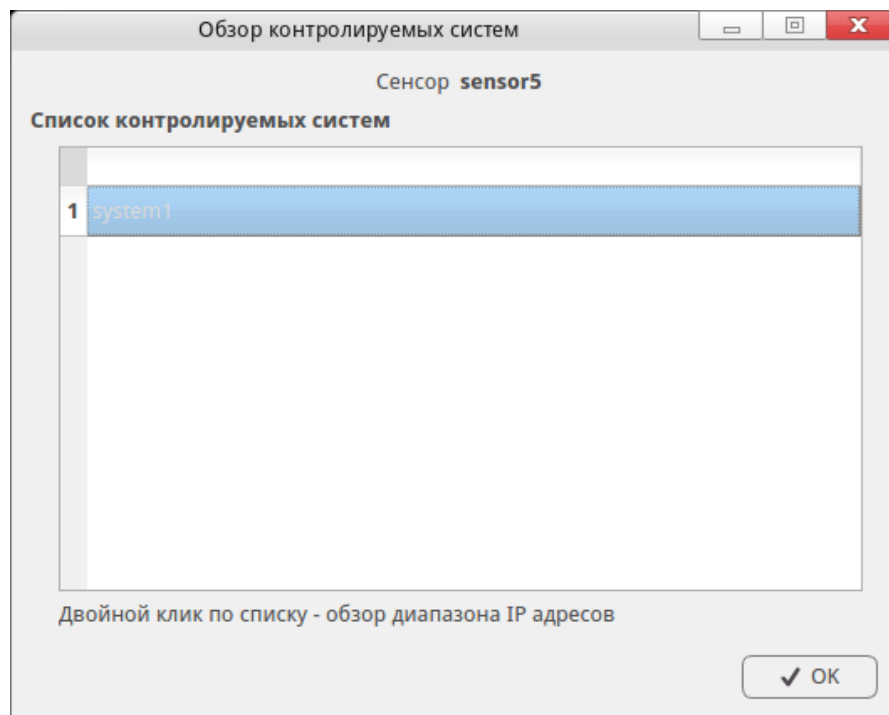 Обзор контролируемых систем
Сенсор sensor5
Список контролируемых систем
1 system1
Двойной клик по списку - обзор диапазона IP адресов
OK